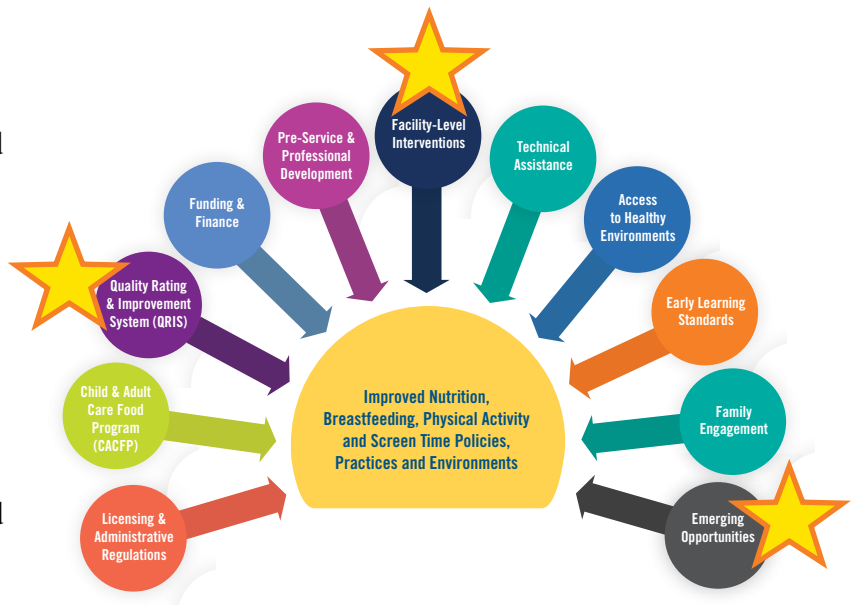 Facility-Level
Interventions
Pre-Service &
Professional
Development
Technical
Assistance
Funding &
Finance
Access
to Healthy
Environments
Quality Rating
& Improvement
System (QRIS)
Early Learning
Standards
Child & Adult
Care Food
Program
(CACFP)
Family
Engagement
Licensing &
Administrative
Regulations
Emerging
Opportunities
Improved Nutrition,
Breastfeeding, Physical Activity
and Screen Time Policies,
Practices and Environments